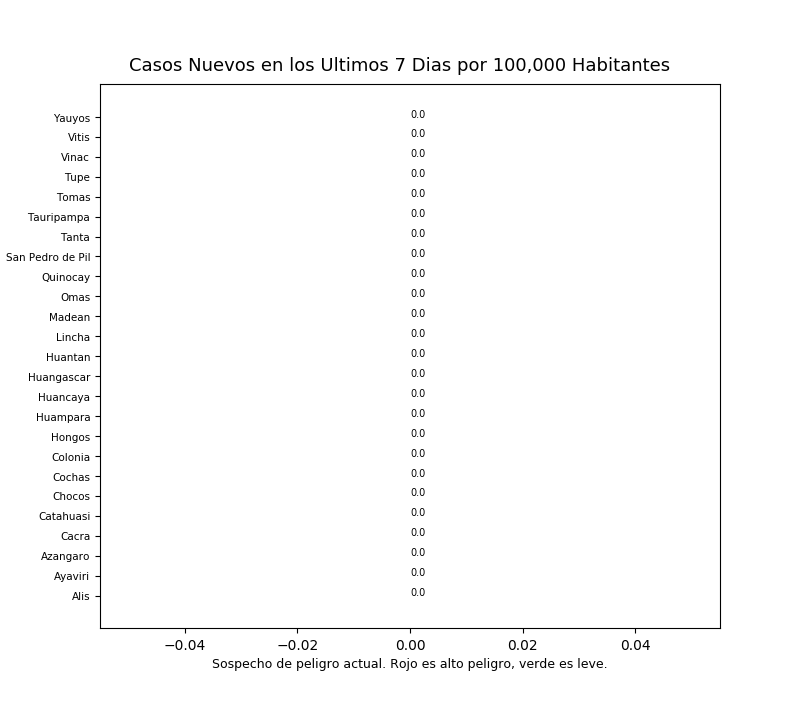 Casos Nuevos en los Ultimos 7 Dias por 100,000 Habitantes
Yauyos 0.0
Vitis 0.0
Vinac 0.0
Tupe 0.0
Tomas 0.0
Tauripampa 0.0
Tanta 0.0
San Pedro de Pil 0.0
Quinocay 0.0
Omas 0.0
Madean 0.0
Lincha 0.0
Huantan 0.0
Huangascar 0.0
Huancaya 0.0
Huampara 0.0
Hongos 0.0
Colonia 0.0
Cochas 0.0
Chocos 0.0
Catahuasi 0.0
Cacra 0.0
Azangaro 0.0
Ayaviri 0.0
Alis 0.0
−0.04 −0.02 0.00 0.02 0.04
Sospecho de peligro actual. Rojo es alto peligro, verde es leve.